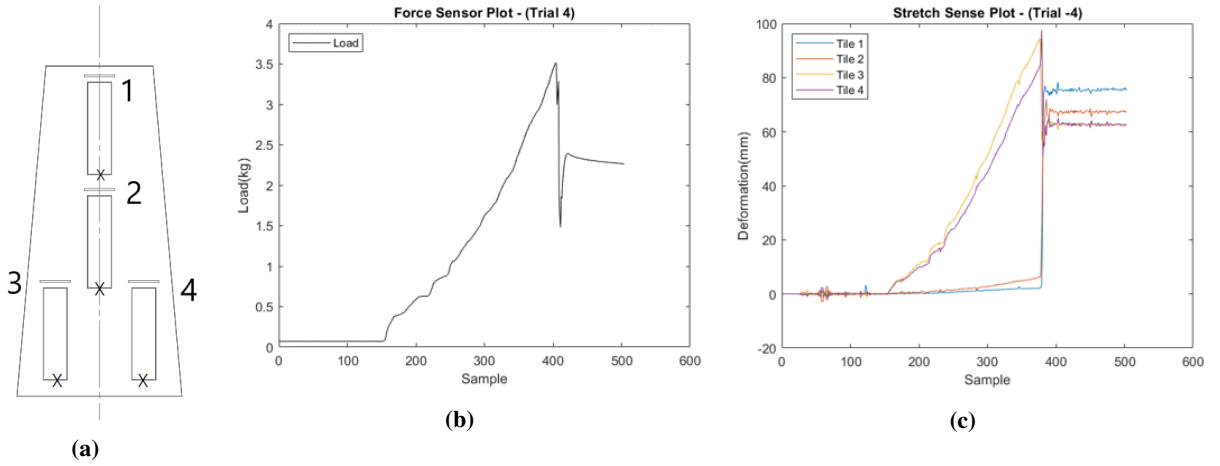 1
2
3
4
X
X
X
X
(a)
Force Sensor Plot - (Trial 4)
Load
Load(kg)
4
3.5
3
2.5
2
1.5
1
0.5
0
0 100 200 300 400 500 600
Sample
(b)
Stretch Sense Plot - (Trial -4)
Tile 1
Tile 2
Tile 3
Tile 4
Deformation(mm)
100
80
60
40
20
0
-20
0 100 200 300 400 500 600
Sample
(c)